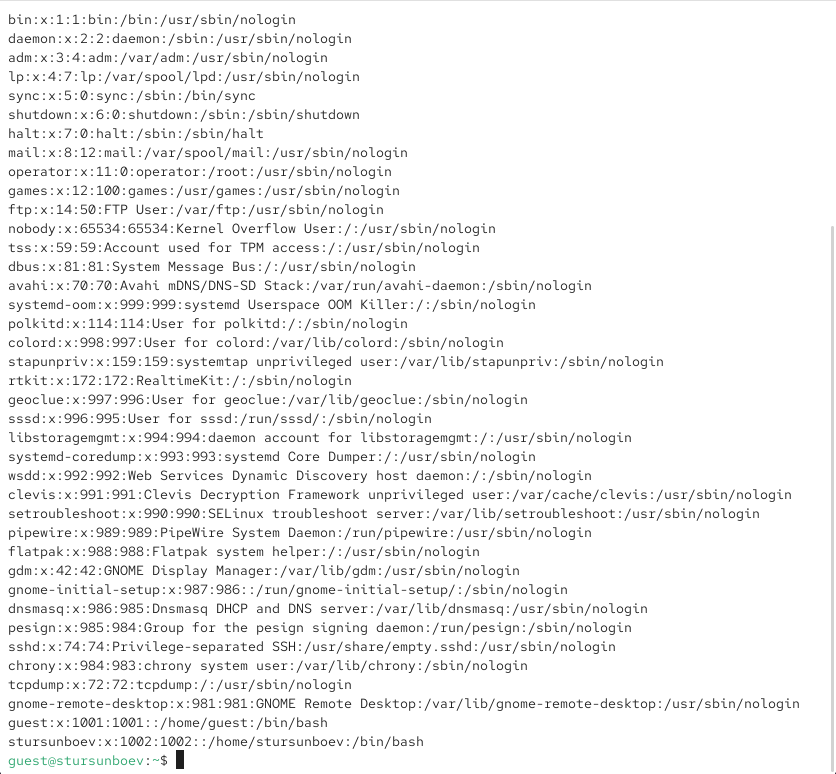 bin:x:1:1:bin:/bin:/usr/sbin/nologin
daemon:x:2:2:daemon:/sbin:/usr/sbin/nologin
adm:x:3:4:adm:/var/adm:/usr/sbin/nologin
lp:x:4:7:lp:/var/spool/lpd:/usr/sbin/nologin
sync:x:5:0:sync:/sbin:/bin/sync
shutdown:x:6:0:shutdown:/sbin:/sbin/shutdown
halt:x:7:0:halt:/sbin:/sbin/halt
mail:x:8:12:mail:/var/spool/mail:/usr/sbin/nologin
operator:x:11:0:operator:/root:/usr/sbin/nologin
games:x:12:100:games:/usr/games:/usr/sbin/nologin
ftp:x:14:50:FTP User:/var/ftp:/usr/sbin/nologin
nobody:x:65534:65534:Kernel Overflow User:/:/usr/sbin/nologin
tss:x:59:59:Account used for TPM access:/:/usr/sbin/nologin
dbus:x:81:81:System Message Bus:/:/usr/sbin/nologin
avahi:x:70:70:Avahi mDNS/DNS-SD Stack:/var/run/avahi-daemon:/sbin/nologin
systemd-oom:x:999:999:systemd Userspace OOM Killer:/:/usr/sbin/nologin
polkitd:x:114:114:User for polkitd:/:/sbin/nologin
colord:x:998:997:User for colord:/var/lib/colord:/sbin/nologin
stapunpriv:x:159:159:systemtap unprivileged user:/var/lib/stapunpriv:/sbin/nologin
rtkit:x:172:172:RealtimeKit:/:/sbin/nologin
geoclue:x:997:996:User for geoclue:/var/lib/geoclue:/sbin/nologin
sssd:x:996:995:User for sssd:/run/sssd/:/sbin/nologin
libstoragemgmt:x:994:994:daemon account for libstoragemgmt:/:/usr/sbin/nologin
systemd-coredump:x:993:993:systemd Core Dumper:/:/usr/sbin/nologin
wsdd:x:992:992:Web Services Dynamic Discovery host daemon:/:/sbin/nologin
clevis:x:991:991:Clevis Decryption Framework unprivileged user:/var/cache/clevis:/usr/sbin/nologin
setroubleshoot:x:990:990:SELinux troubleshoot server:/var/lib/setroubleshoot:/usr/sbin/nologin
pipewire:x:989:989:PipeWire System Daemon:/run/pipewire:/usr/sbin/nologin
flatpak:x:988:988:Flatpak system helper:/:/usr/sbin/nologin
gdm:x:42:42:GNOME Display Manager:/var/lib/gdm:/usr/sbin/nologin
gnome-initial-setup:x:987:986::/run/gnome-initial-setup/:/sbin/nologin
dnsmasq:x:986:985:Dnsmasq DHCP and DNS server:/var/lib/dnsmasq:/usr/sbin/nologin
pesign:x:985:984:Group for the pesign signing daemon:/run/pesign:/sbin/nologin
sshd:x:74:74:Privilege-separated SSH:/usr/share/empty.sshd:/usr/sbin/nologin
chrony:x:984:983:chrony system user:/var/lib/chrony:/sbin/nologin
tcpdump:x:72:72:tcpdump:/:/usr/sbin/nologin
gnome-remote-desktop:x:981:981:GNOME Remote Desktop:/var/lib/gnome-remote-desktop:/usr/sbin/nologin
guest:x:1001:1001::/home/guest:/bin/bash
stursunboev:x:1002:1002::/home/stursunboev:/bin/bash
guest@stursunboev:~$